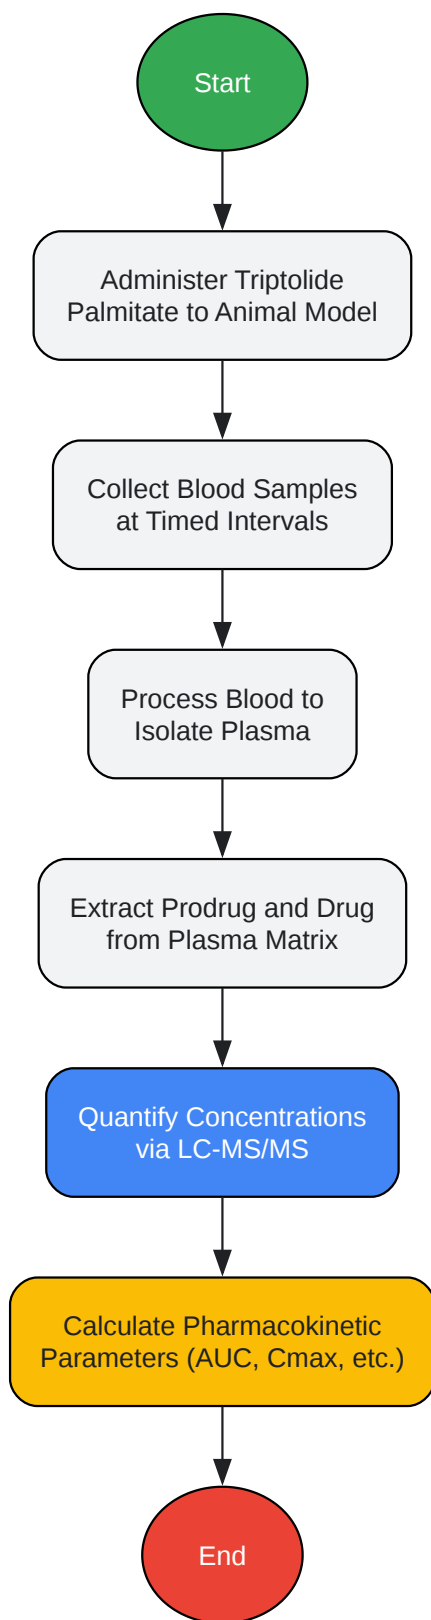 Start
Administer Triptolide
Palmitate to Animal Model
Collect Blood Samples
at Timed Intervals
Process Blood to
Isolate Plasma
Extract Prodrug and Drug
from Plasma Matrix
Quantify Concentrations
via LC-MS/MS
Calculate Pharmacokinetic
Parameters (AUC, Cmax, etc.)
End